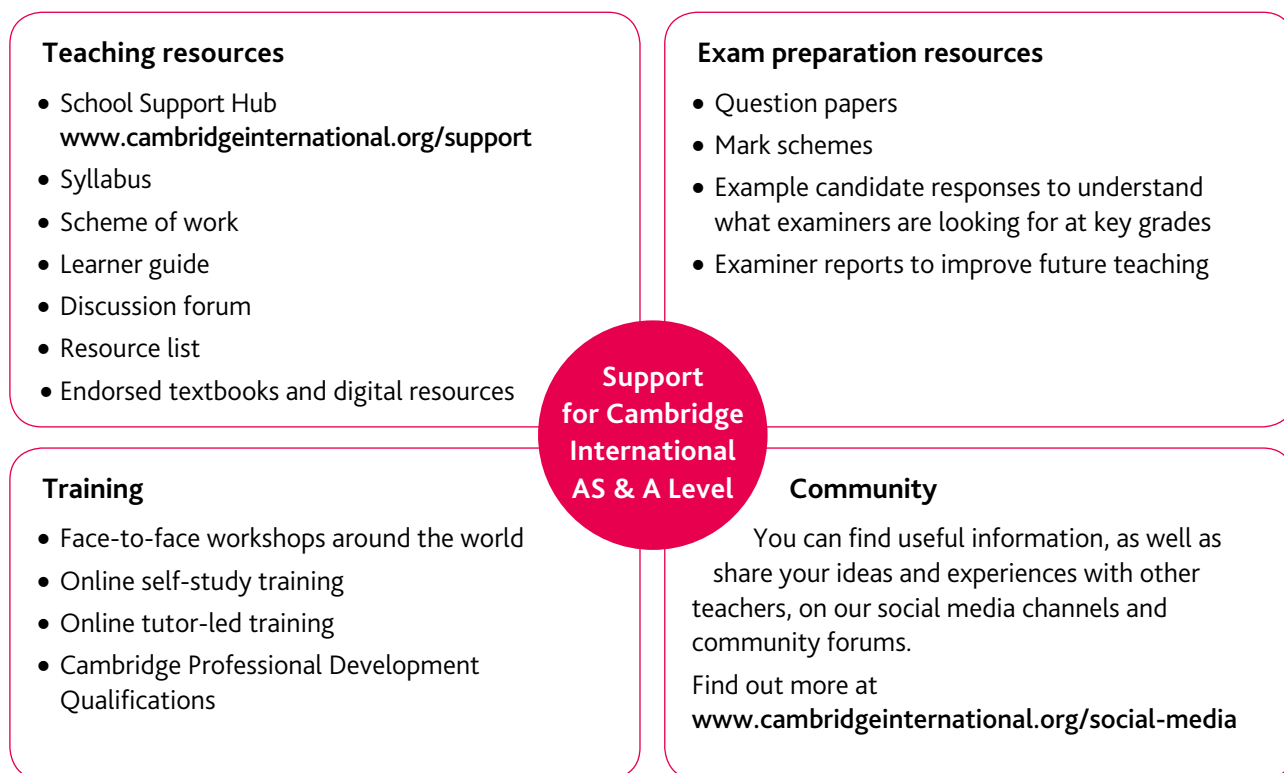 Teaching resources
• School Support Hub
www.cambridgeinternational.org/support
• Syllabus
• Scheme of work
• Learner guide
• Discussion forum
• Resource list
• Endorsed textbooks and digital resources
Exam preparation resources
• Question papers
• Mark schemes
• Example candidate responses to understand
what examiners are looking for at key grades
• Examiner reports to improve future teaching
Support
for Cambridge
International
AS & A Level
Training
• Face-to-face workshops around the world
• Online self-study training
• Online tutor-led training
• Cambridge Professional Development
Qualifications
Community
You can find useful information, as well as
share your ideas and experiences with other
teachers, on our social media channels and
community forums.
Find out more at
www.cambridgeinternational.org/social-media